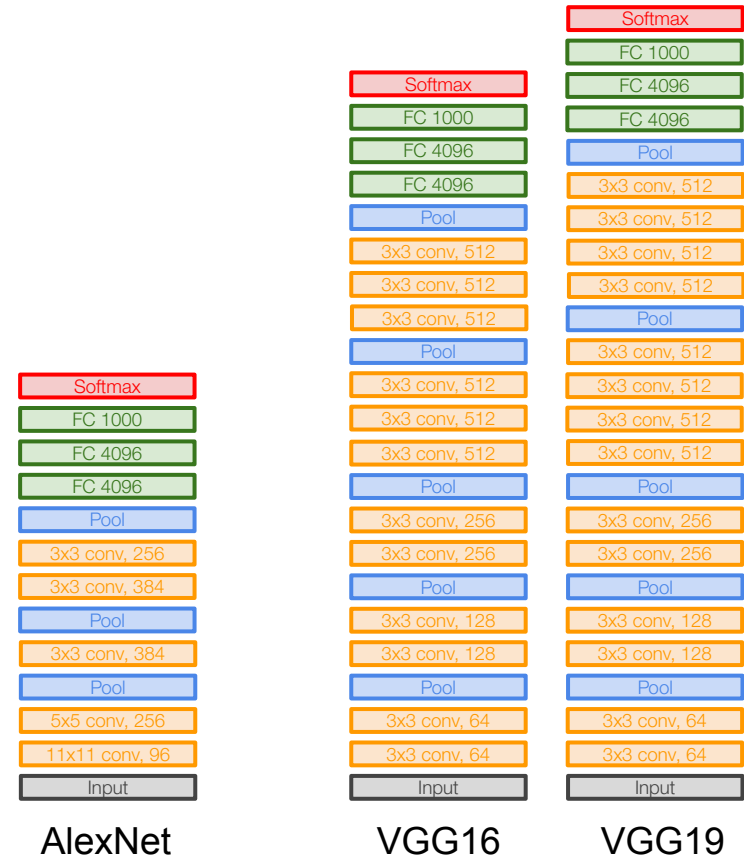 Softmax
FC 1000
FC 4096
FC 4096
Pool
3x3 conv, 256
3x3 conv, 384
Pool
3x3 conv, 384
Pool
5x5 conv, 256
11x11 conv, 96
Input
AlexNet
Softmax
FC 1000
FC 4096
FC 4096
Pool
3x3 conv, 512
3x3 conv, 512
3x3 conv, 512
Pool
3x3 conv, 512
3x3 conv, 512
3x3 conv, 512
Pool
3x3 conv, 256
3x3 conv, 256
Pool
3x3 conv, 128
3x3 conv, 128
Pool
3x3 conv, 64
3x3 conv, 64
Input
VGG16
Softmax
FC 1000
FC 4096
FC 4096
Pool
3x3 conv, 512
3x3 conv, 512
3x3 conv, 512
3x3 conv, 512
Pool
3x3 conv, 512
3x3 conv, 512
3x3 conv, 512
3x3 conv, 512
Pool
3x3 conv, 256
3x3 conv, 256
Pool
3x3 conv, 128
3x3 conv, 128
Pool
3x3 conv, 64
3x3 conv, 64
Input
VGG19